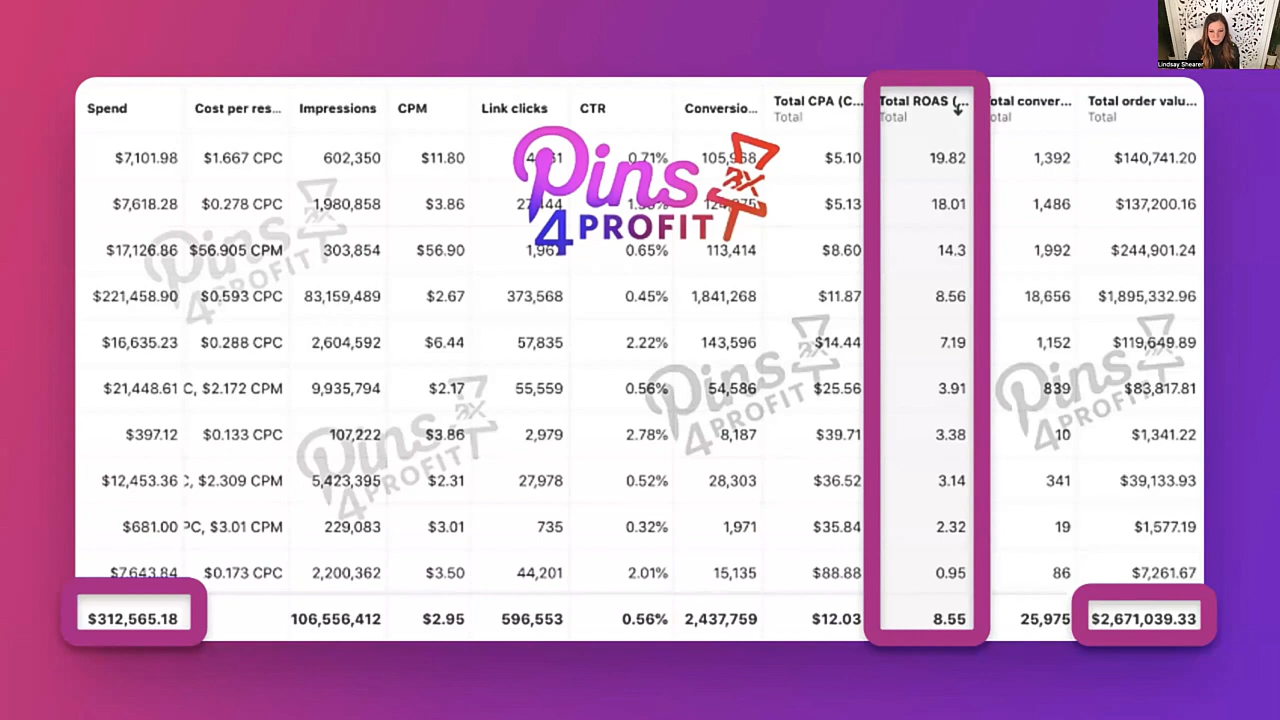 Lindsay Shearer
Spend Cost per res... Impressions CPM Link clicks CTR Conversio... Total CPA (C... Total ROAS (... otal conver... Total order valu...
Total Total otal Total
$7,101.98 $1.667 CPC 602,350 $11.80 0.71% 105,968 $5.10 19.82 1,392 $140,741.20
Pins
4PROFIT
$7,618.28 $0.278 CPC 1,980,858 $3.86 $5.13 18.01 1,486 $137,200.16
$17,126.86 $56.905 CPM 303,854 $56.90 0.65% 113,414 $8.60 14.3 1,992 $244,901.24
Pins
4PROFIT
$221,458.90 $0.593 CPC 83,159,489 $2.67 373,568 0.45% 1,841,268 $11.87 8.56 18,656 $1,895,332.96
$16,635.23 $0.288 CPC 2,604,592 $6.44 57,835 2.22% 143,596 $14.44 7.19 1,152 $119,649.89
$21,448.61 C, $2.172 CPM 9,935,794 $2.17 55,559 0.56% 54,586 $25.56 3.91 839 $83,817.81
Pins
4PROFIT
Pins
4PROFIT
$397.12 $0.133 CPC 107,222 $3.86 2,979 2.78% 8,187 $39.71 3.38 10 $1,341.22
Pins
4PROFIT
$12,453.36 , $2.309 CPM 5,423,395 $2.31 27,978 0.52% 28,303 $36.52 3.14 341 $39,133.93
$681.00 PC, $3.01 CPM 229,083 $3.01 735 0.32% 1,971 $35.84 2.32 19 $1,577.19
$7,643.84 $0.173 CPC 2,200,362 $3.50 44,201 2.01% 15,135 $88.88 0.95 86 $7,261.67
$312,565.18 106,556,412 $2.95 596,553 0.56% 2,437,759 $12.03 8.55 25,975 $2,671,039.33